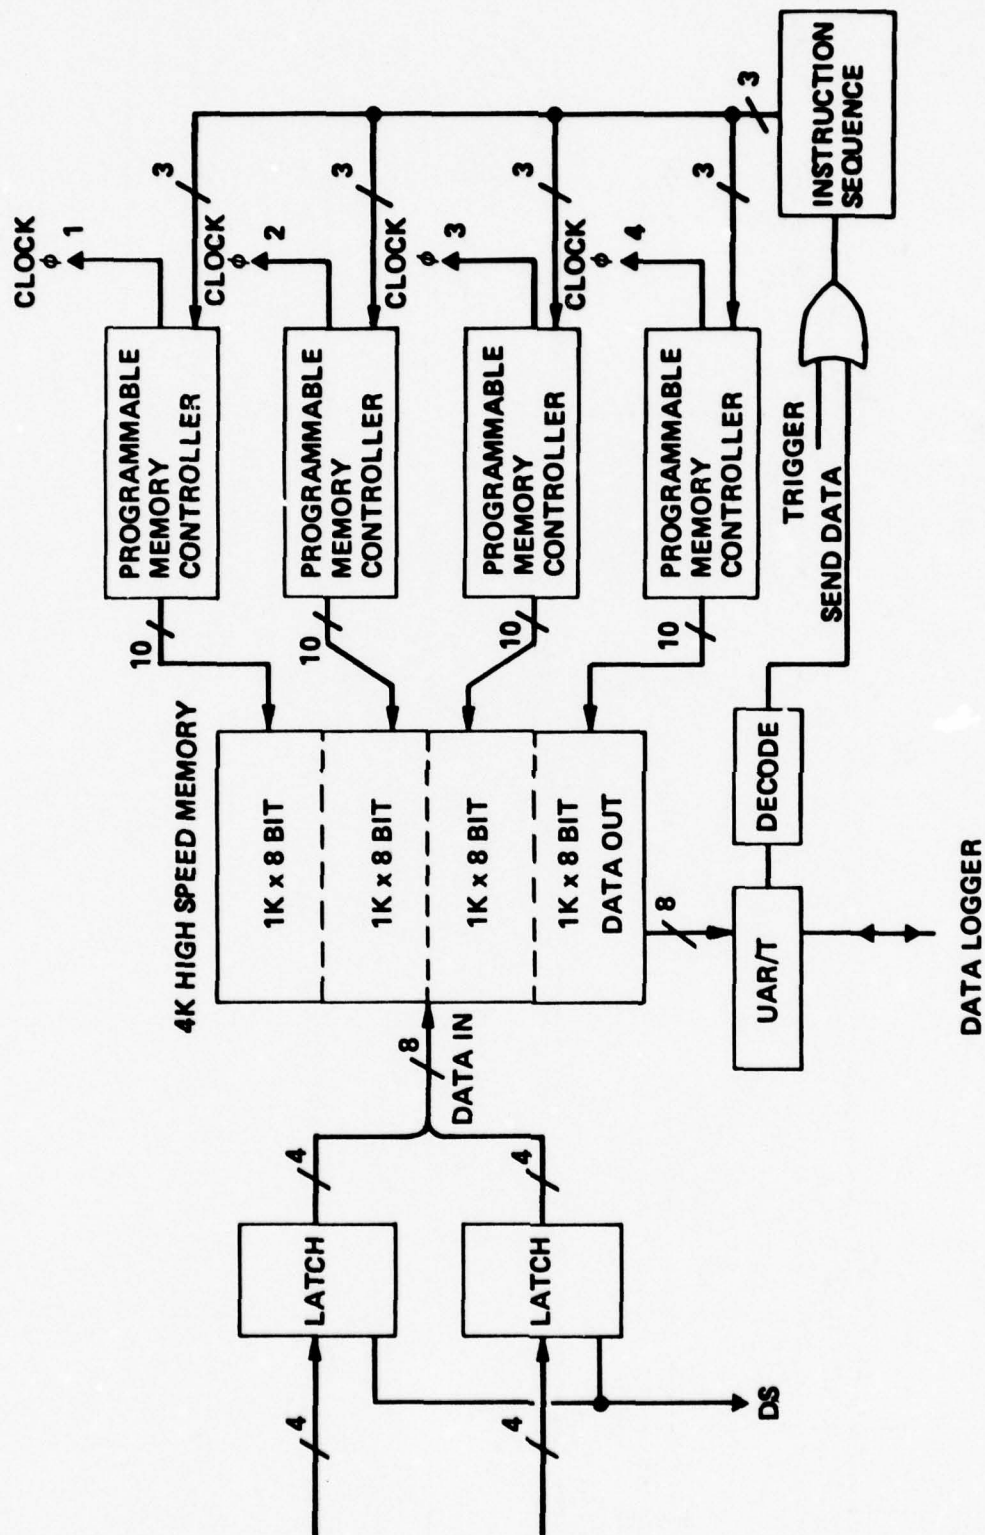 4
4
LATCH
LATCH
DS
4
4
8
DATA IN
4K HIGH SPEED MEMORY
1K x 8 BIT
1K x 8 BIT
1K x 8 BIT
1K x 8 BIT
DATA OUT
8
UAR/T
DECODE
DATA LOGGER
10
10
10
10
PROGRAMMABLE
MEMORY
CONTROLLER
PROGRAMMABLE
MEMORY
CONTROLLER
PROGRAMMABLE
MEMORY
CONTROLLER
PROGRAMMABLE
MEMORY
CONTROLLER
CLOCK
ϕ 1
3
CLOCK
ϕ 2
3
CLOCK
ϕ 3
3
CLOCK
ϕ 4
3
TRIGGER
SEND DATA
3
INSTRUCTION
SEQUENCE